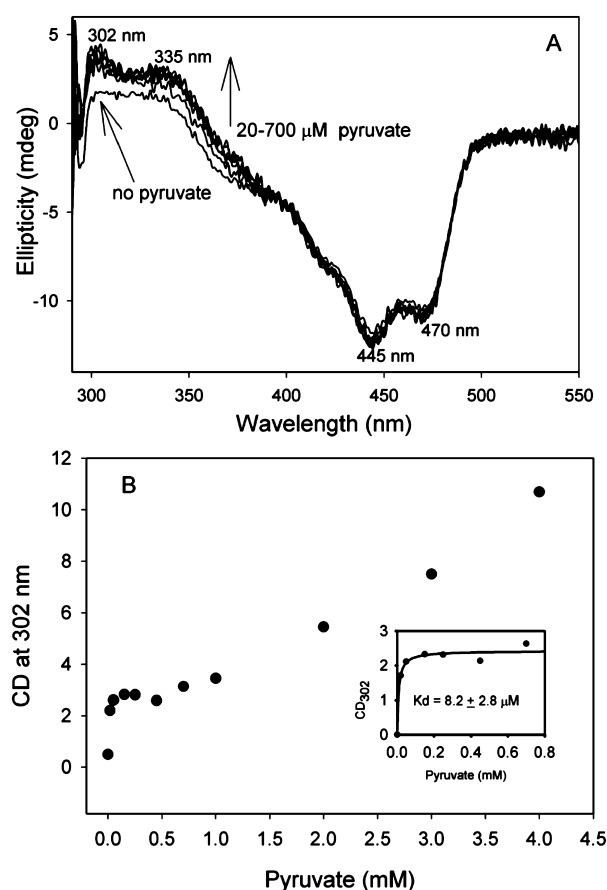 A
302 nm
335 nm
20-700 μM pyruvate
no pyruvate
445 nm
470 nm
Ellipticity (mdeg)
5
0
-5
-10
300 350 400 450 500 550
Wavelength (nm)
B
CD at 302 nm
12
10
8
6
4
2
0
0.0 0.5 1.0 1.5 2.0 2.5 3.0 3.5 4.0 4.5
Pyruvate (mM)
CD302
3
2
1
0
Kd = 8.2 ± 2.8 μM
0.0 0.2 0.4 0.6 0.8
Pyruvate (mM)